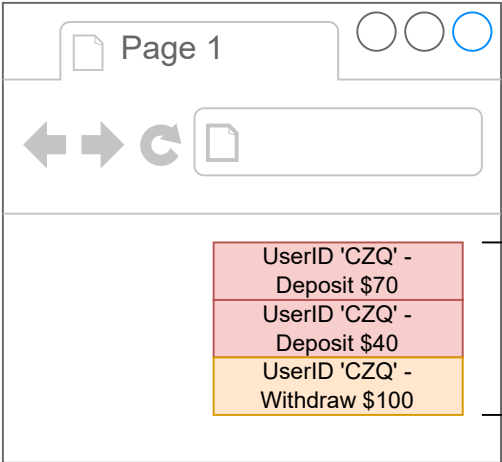 Page 1
UserID 'CZQ' -
Deposit $70
UserID 'CZQ' -
Deposit $40
UserID 'CZQ' -
Withdraw $100